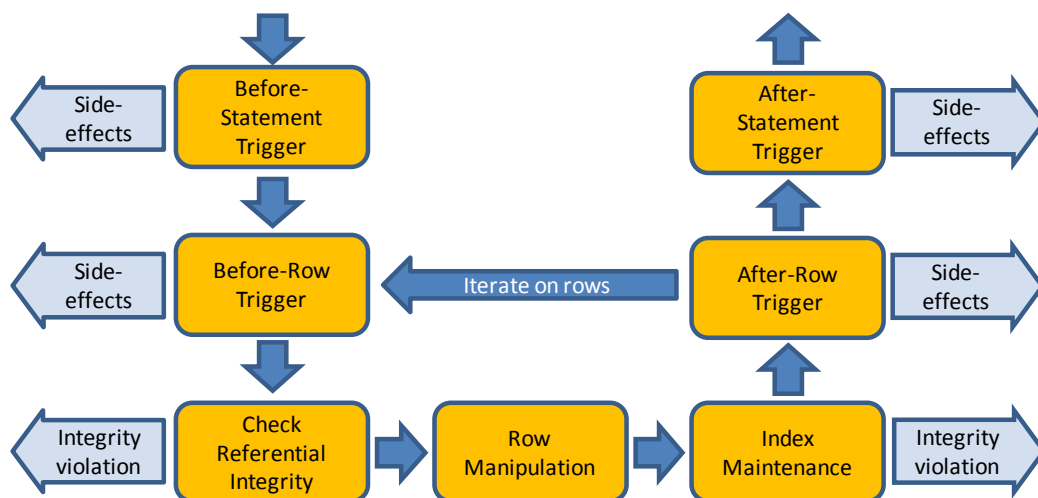 Side-
effects
Before-
Statement
Trigger
After-
Statement
Trigger
Side-
effects
Side-
effects
Before-Row
Trigger
Iterate on rows
After-Row
Trigger
Side-
effects
Integrity
violation
Check
Referential
Integrity
Row
Manipulation
Index
Maintenance
Integrity
violation